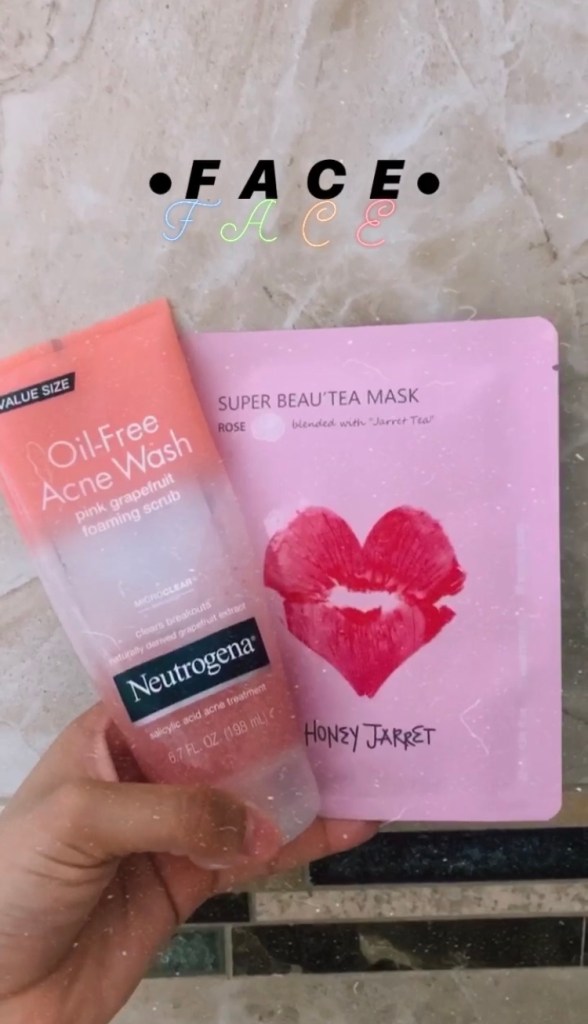 •FACE•
FACE
VALUE SIZE
Oil-Free
Acne Wash
pink grapefruit
foaming scrub
MICROCLEAR®
clears breakouts
naturally derived grapefruit extract
Neutrogena®
salicylic acid acne treatment
6.7 FL. OZ. (198 mL)
SUPER BEAU'TEA MASK
ROSE blended with "Jarret Tea"
HONEY JARRET